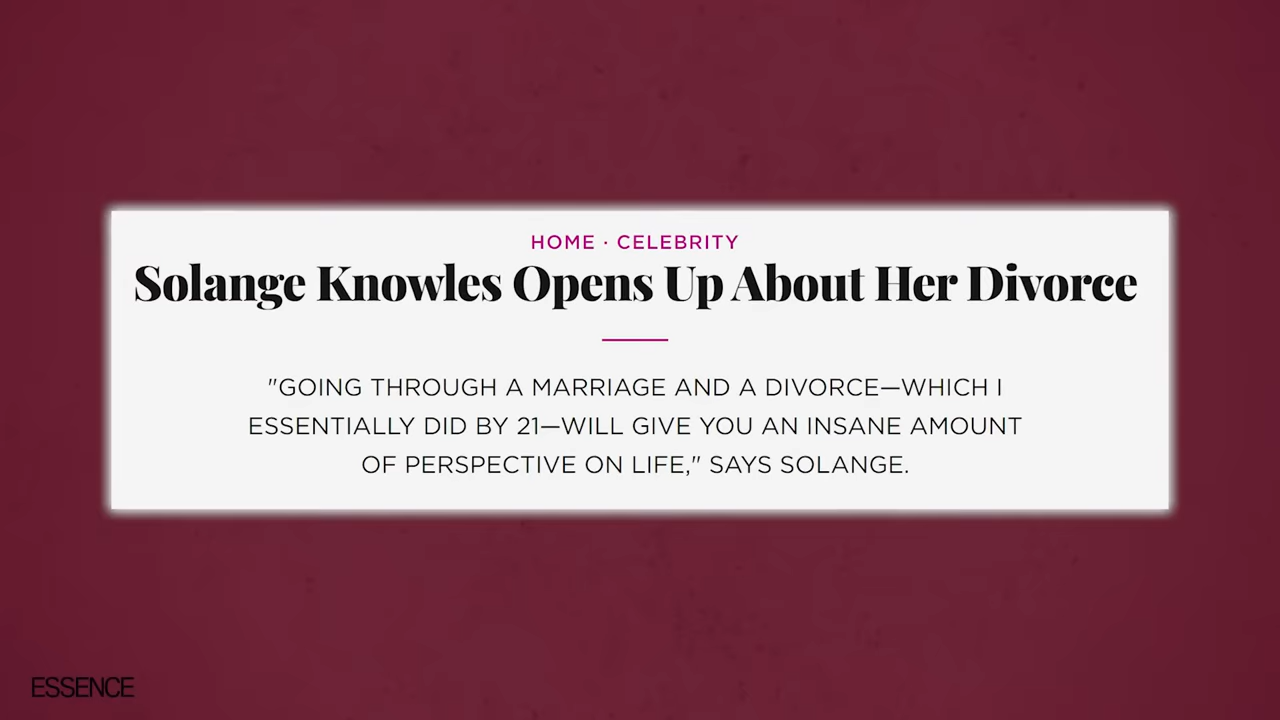 HOME · CELEBRITY
Solange Knowles Opens Up About Her Divorce
"GOING THROUGH A MARRIAGE AND A DIVORCE—WHICH I
ESSENTIALLY DID BY 21—WILL GIVE YOU AN INSANE AMOUNT
OF PERSPECTIVE ON LIFE," SAYS SOLANGE.
ESSENCE